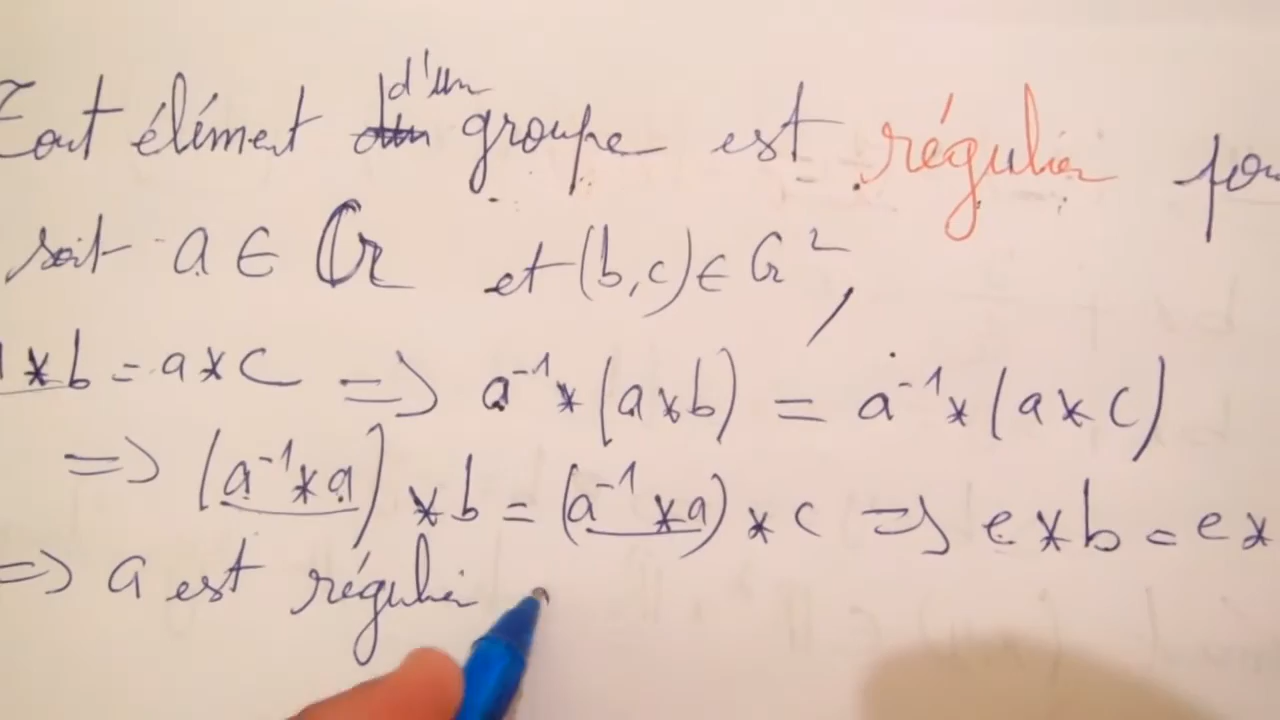 Tout élément d'un groupe est régulier
soit a ∈ G et (b,c) ∈ G²,
* b = a * c => a⁻¹ * (a * b) = a⁻¹ * (a * c)
=> (a⁻¹ * a) * b = (a⁻¹ * a) * c => e * b = e *
=> a est régulier